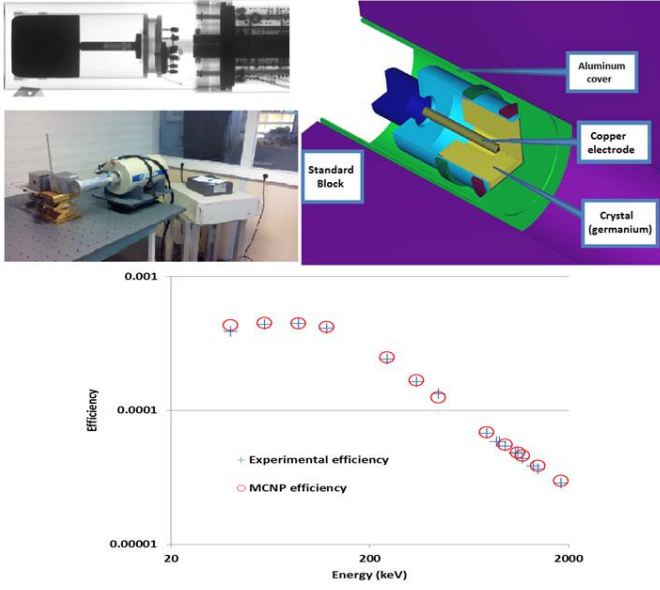 Aluminum
cover
Copper
electrode
Standard
Block
Crystal
(germanium)
0.001
Efficiency
0.0001
Experimental efficiency
MCNP efficiency
0.00001
20
200
2000
Energy (keV)